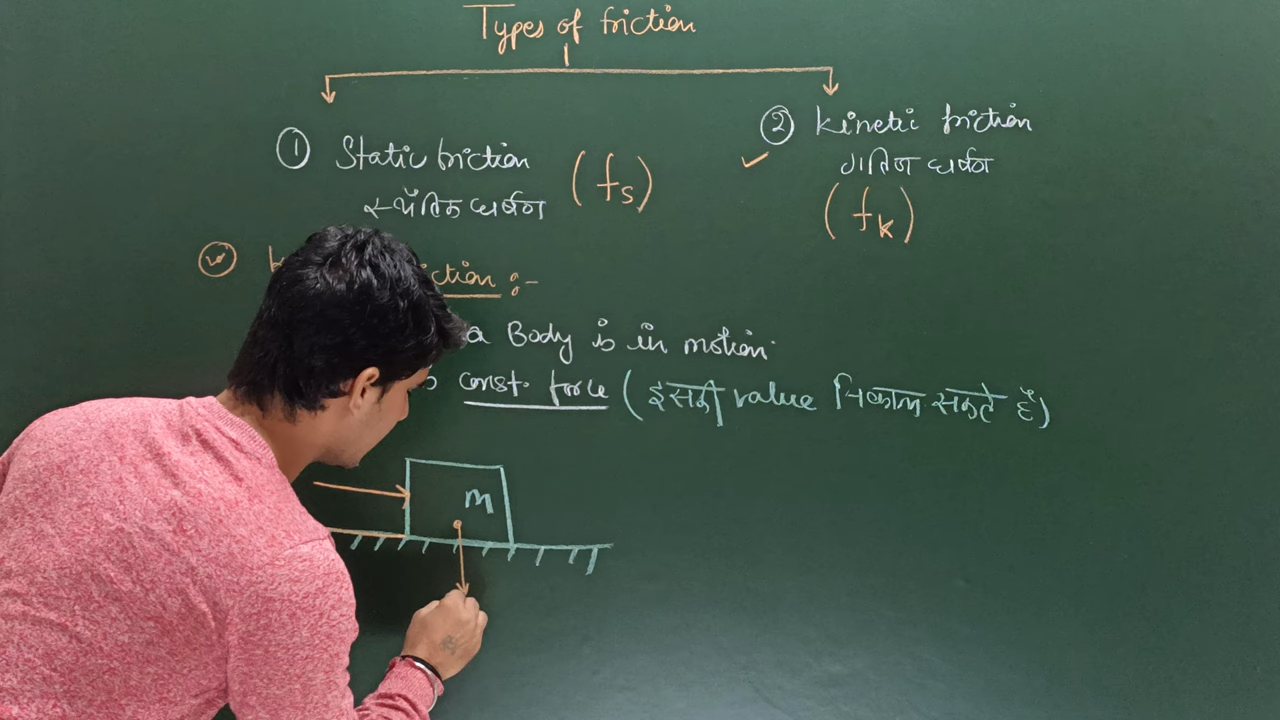 Types of friction
① Static friction (fs)
स्थैतिक घर्षण
② Kinetic friction
गतिज घर्षण
(fk)
iction :-
a Body is in motion.
const. force (इसकी value निकाल सकते हैं)
m